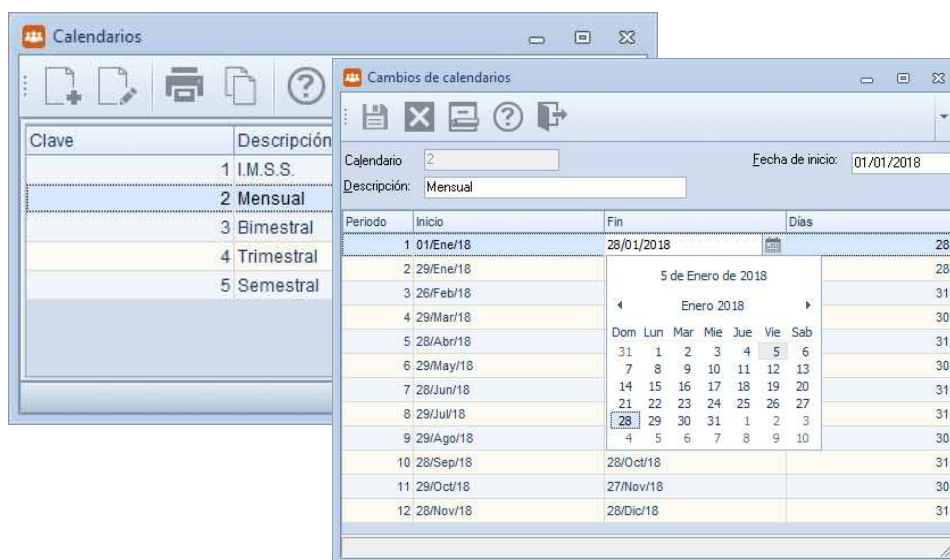 Calendarios
Clave Descripción
1 I.M.S.S.
2 Mensual
3 Bimestral
4 Trimestral
5 Semestral
Cambios de calendarios
Calendario 2 Fecha de inicio: 01/01/2018
Descripción: Mensual
Periodo Inicio Fin Días
1 01/Ene/18 28/01/2018 28
2 29/Ene/18 28
3 26/Feb/18 31
4 29/Mar/18 30
5 28/Abr/18 31
6 29/May/18 30
7 28/Jun/18 31
8 29/Jul/18 31
9 29/Ago/18 30
10 28/Sep/18 28/Oct/18 31
11 29/Oct/18 27/Nov/18 30
12 28/Nov/18 28/Dic/18 31
5 de Enero de 2018
Enero 2018
Dom Lun Mar Mie Jue Vie Sab
31 1 2 3 4 5 6
7 8 9 10 11 12 13
14 15 16 17 18 19 20
21 22 23 24 25 26 27
28 29 30 31 1 2 3
4 5 6 7 8 9 10